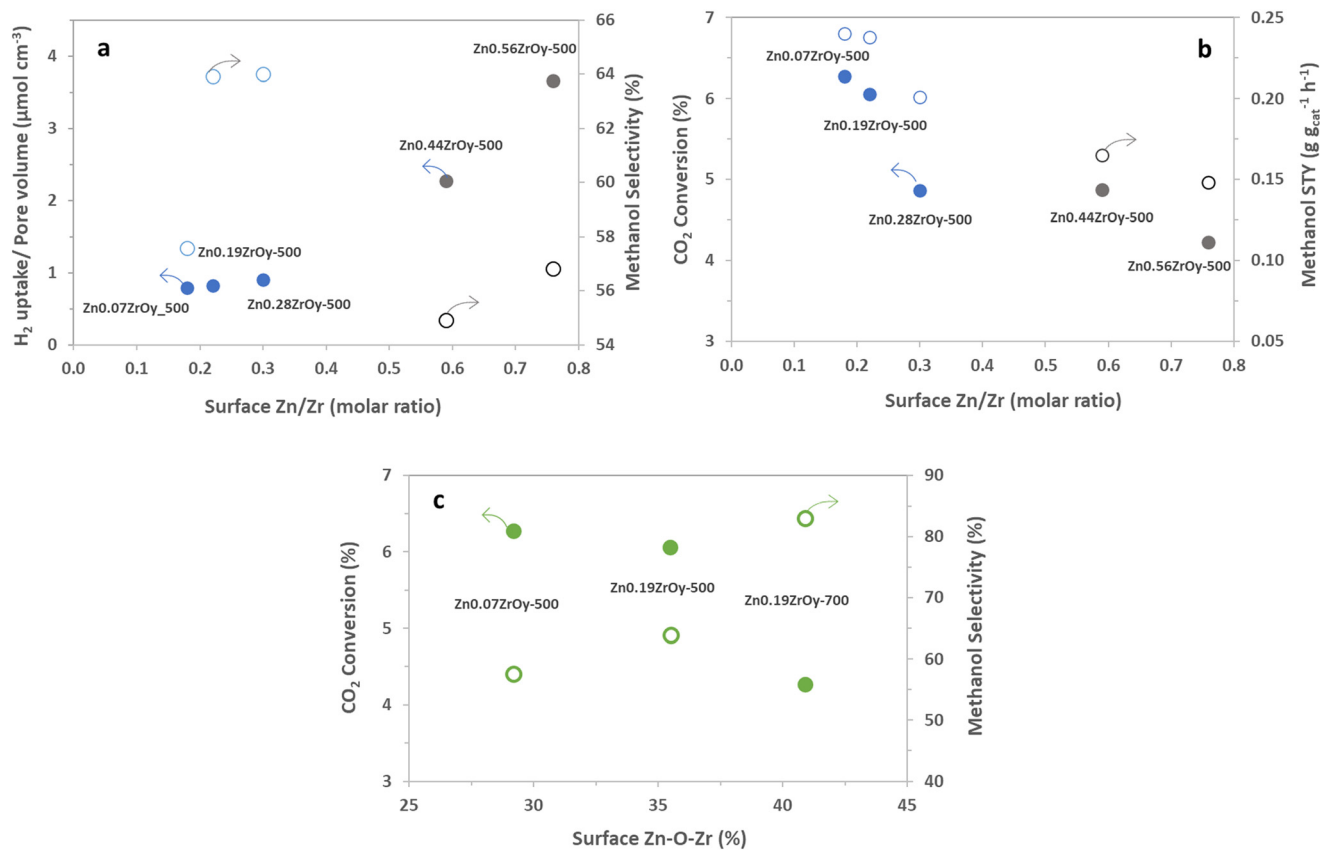 a
H₂ uptake/ Pore volume (µmol cm⁻³)
4
3
2
1
0
0.0 0.1 0.2 0.3 0.4 0.5 0.6 0.7 0.8
Surface Zn/Zr (molar ratio)
66
64
62
60
58
56
54
Methanol Selectivity (%)
Zn0.56ZrOy-500
Zn0.44ZrOy-500
Zn0.19ZrOy-500
Zn0.07ZrOy_500
Zn0.28ZrOy-500
b
CO₂ Conversion (%)
7
6
5
4
3
0.0 0.1 0.2 0.3 0.4 0.5 0.6 0.7 0.8
Surface Zn/Zr (molar ratio)
0.25
0.20
0.15
0.10
0.05
Methanol STY (g g_cat⁻¹ h⁻¹)
Zn0.07ZrOy-500
Zn0.19ZrOy-500
Zn0.28ZrOy-500
Zn0.44ZrOy-500
Zn0.56ZrOy-500
c
CO₂ Conversion (%)
7
6
5
4
3
25 30 35 40 45
Surface Zn-O-Zr (%)
90
80
70
60
50
40
Methanol Selectivity (%)
Zn0.07ZrOy-500
Zn0.19ZrOy-500
Zn0.19ZrOy-700